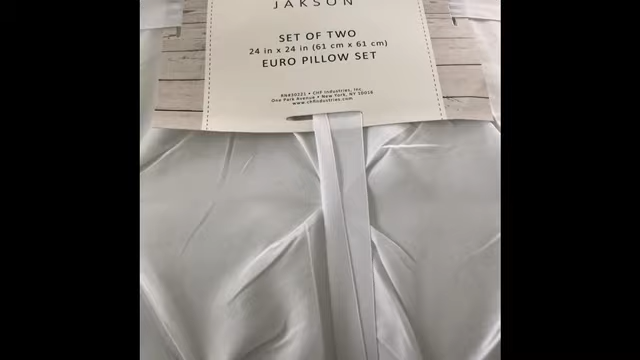 JAKSON
SET OF TWO
24 in x 24 in (61 cm x 61 cm)
EURO PILLOW SET
RN#20221 • CHF Industries, Inc.
One Park Avenue • New York, NY 10016
www.chfindustries.com